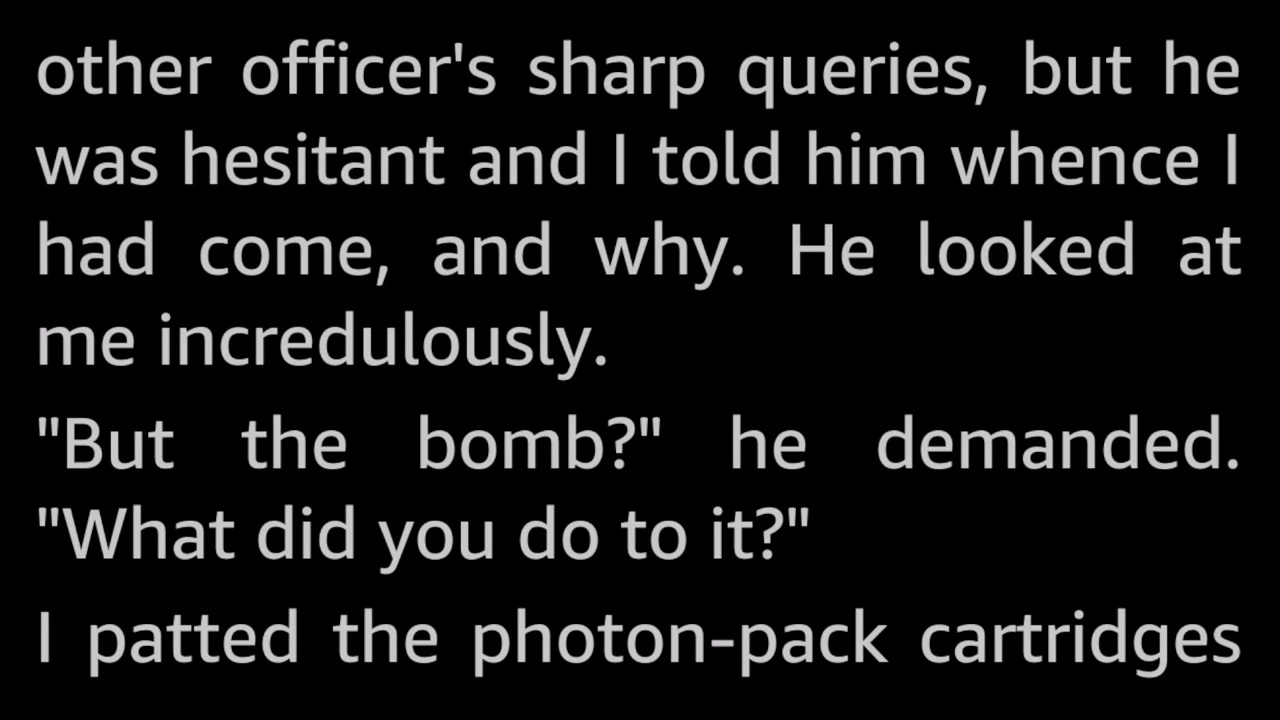 other officer's sharp queries, but he
was hesitant and I told him whence I
had come, and why. He looked at
me incredulously.
"But the bomb?" he demanded.
"What did you do to it?"
I patted the photon-pack cartridges